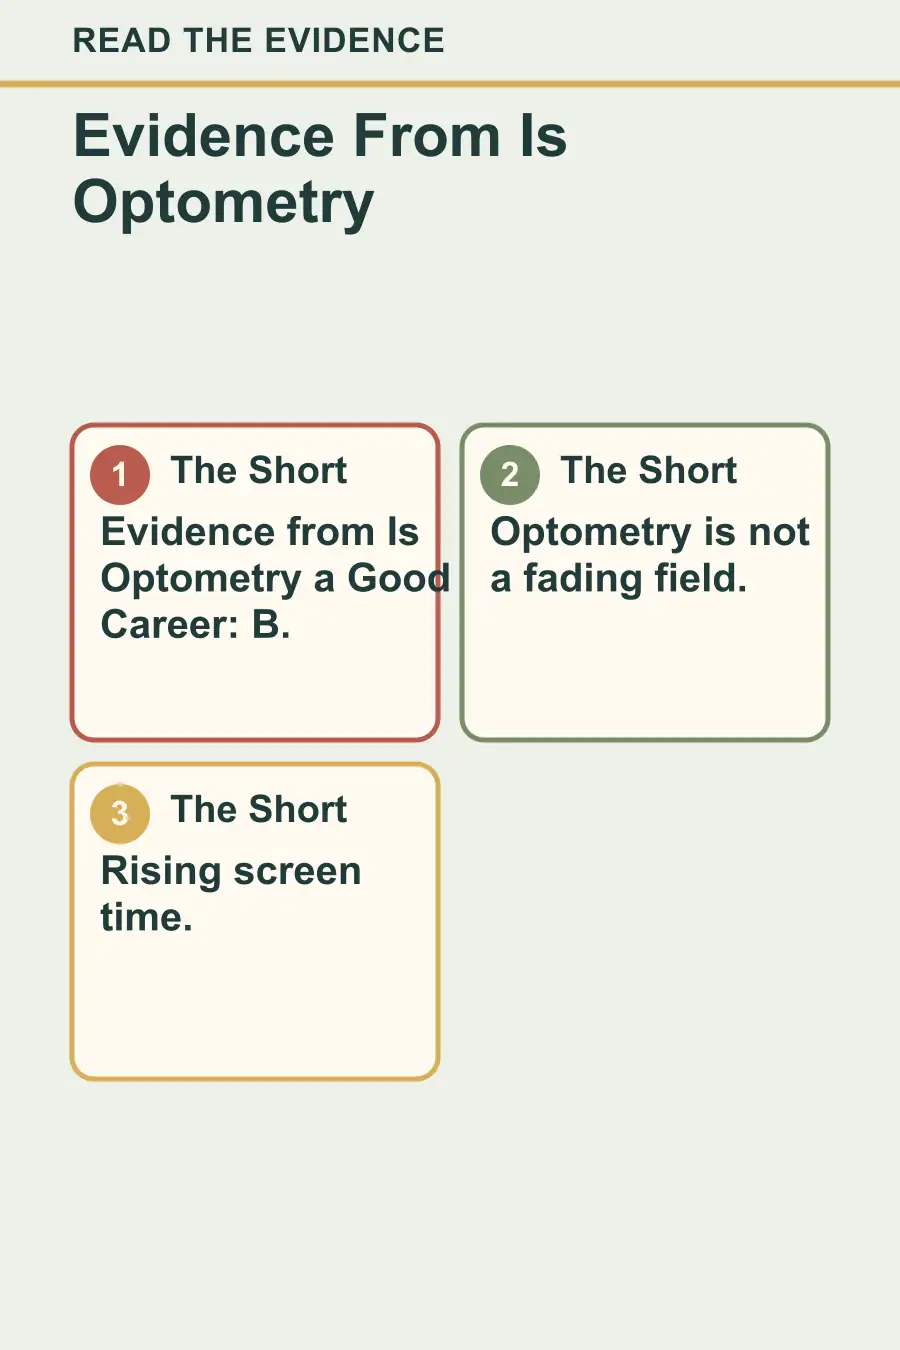 READ THE EVIDENCE
Evidence From Is
Optometry
1 The Short
Evidence from Is
Optometry a Good
Career: B.
2 The Short
Optometry is not
a fading field.
3 The Short
Rising screen
time.